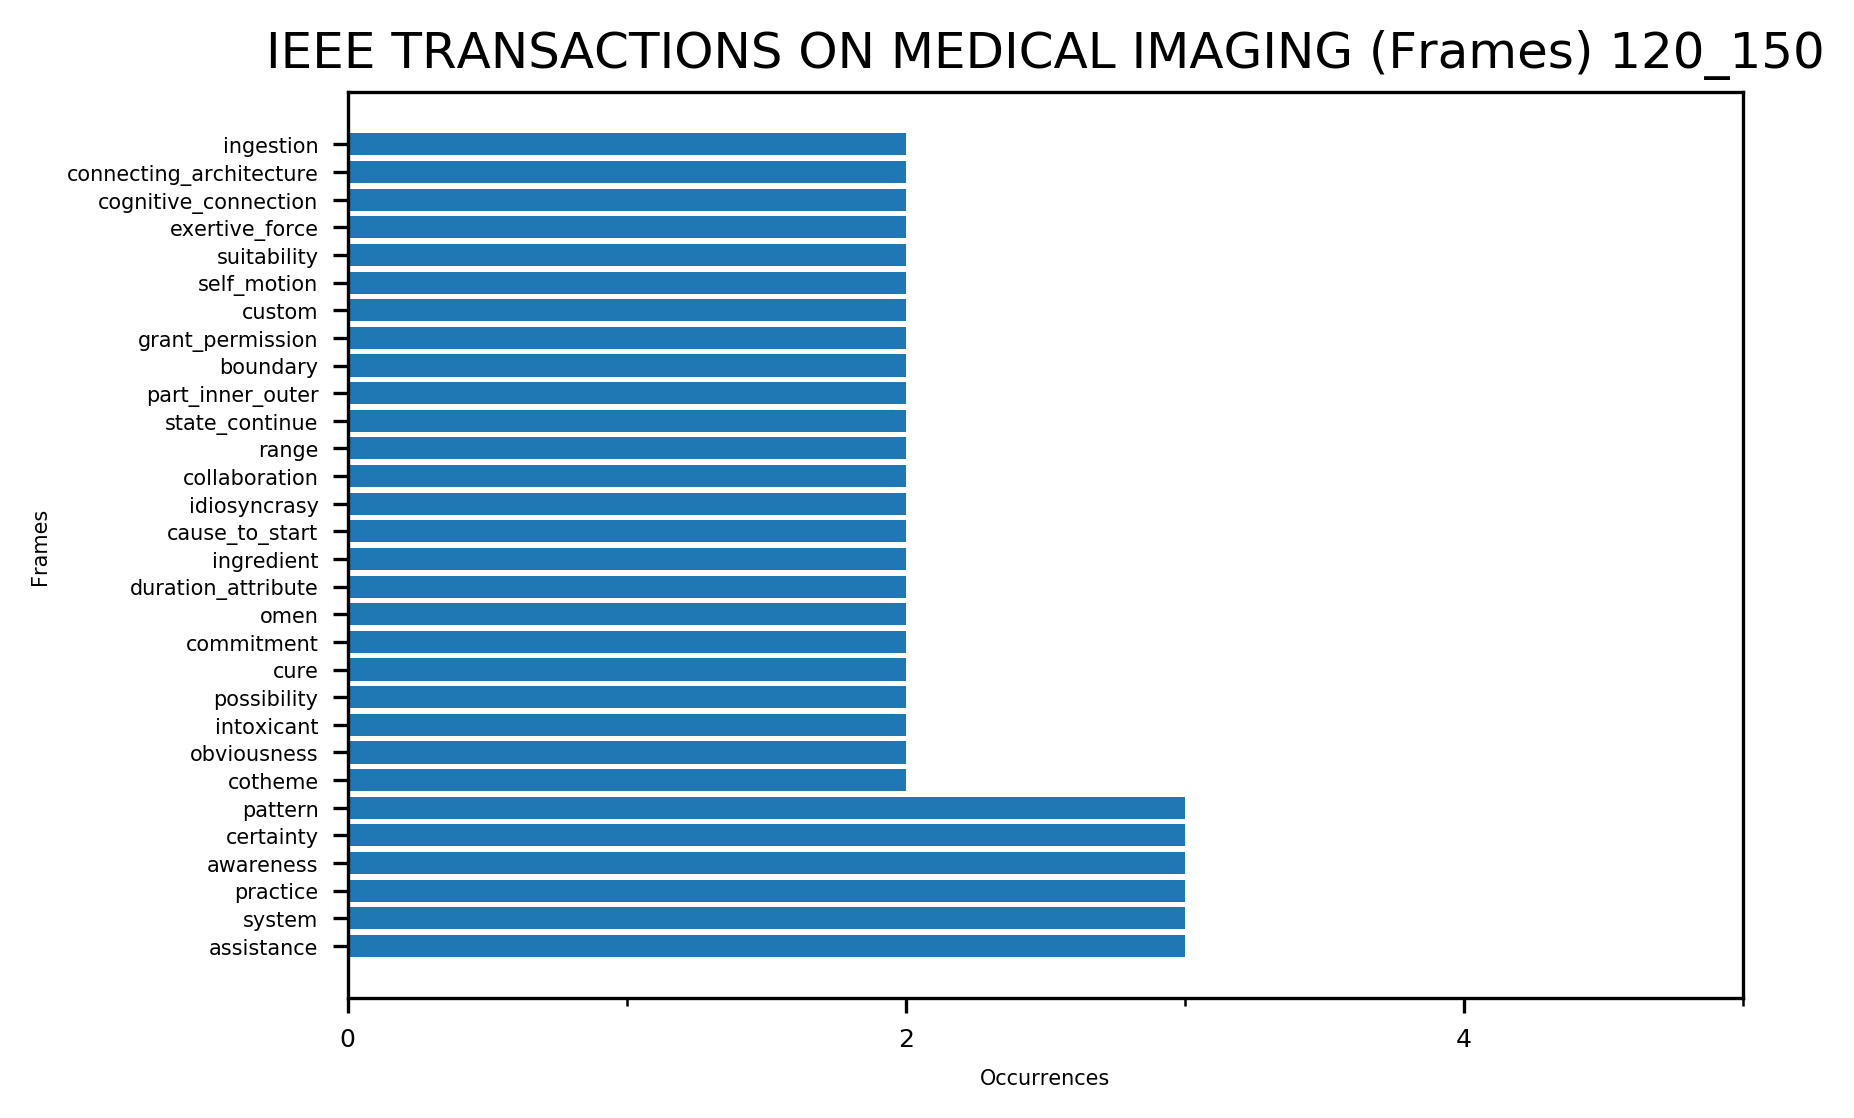 IEEE TRANSACTIONS ON MEDICAL IMAGING (Frames) 120_150
ingestion
connecting_architecture
cognitive_connection
exertive_force
suitability
self_motion
custom
grant_permission
boundary
part_inner_outer
state_continue
range
collaboration
idiosyncrasy
cause_to_start
ingredient
duration_attribute
omen
commitment
cure
possibility
intoxicant
obviousness
cotheme
pattern
certainty
awareness
practice
system
assistance
Frames
0 2 4
Occurrences